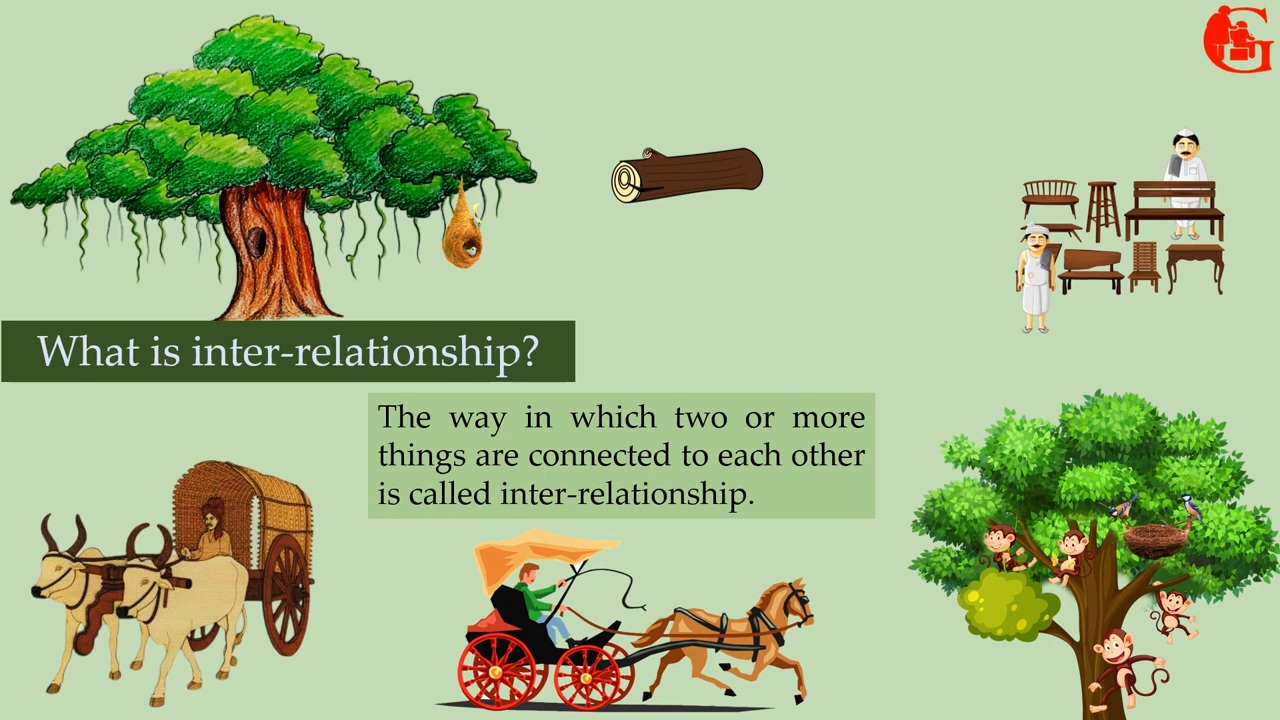 What is inter-relationship?
The way in which two or more
things are connected to each other
is called inter-relationship.
G